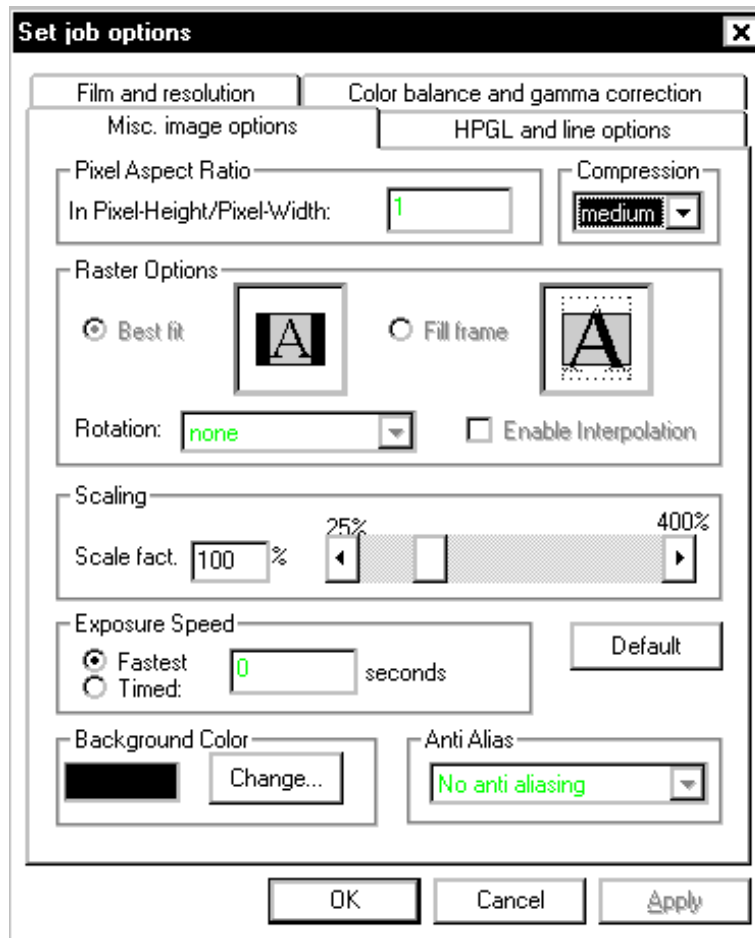 Set job options
Film and resolution
Color balance and gamma correction
Misc. image options
HPGL and line options
Pixel Aspect Ratio
In Pixel-Height/Pixel-Width: 1
Compression
medium
Raster Options
Best fit
A
Fill frame
A
Rotation: none
Enable Interpolation
Scaling
25%
400%
Scale fact. 100 %
Exposure Speed
Fastest
Timed:
0 seconds
Default
Background Color
Change...
Anti Alias
No anti aliasing
OK
Cancel
Apply